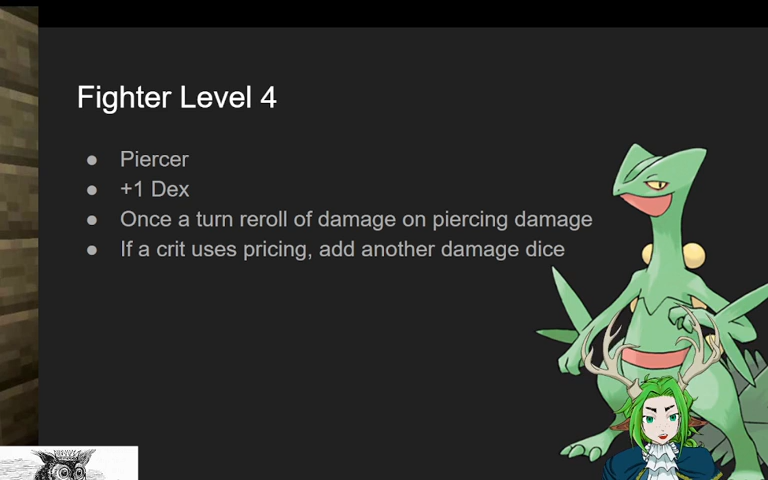 Fighter Level 4
● Piercer
● +1 Dex
● Once a turn reroll of damage on piercing damage
● If a crit uses pricing, add another damage dice